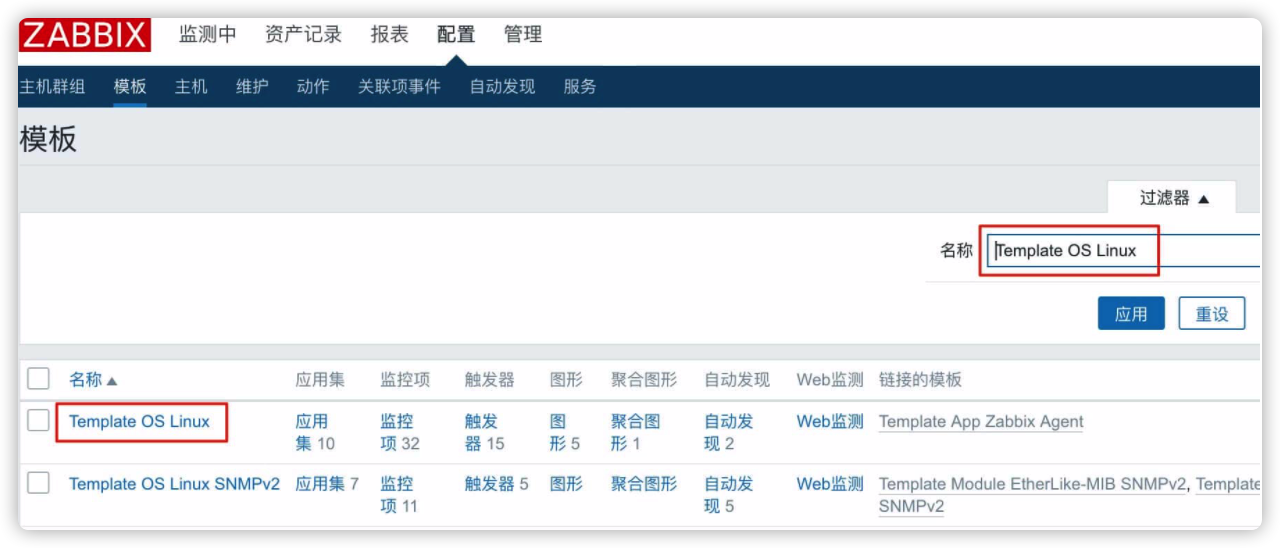 ZABBIX 监测中 资产记录 报表 配置 管理
主机群组 模板 主机 维护 动作 关联项事件 自动发现 服务
模板
过滤器 ▲
名称 Template OS Linux
应用 重设
名称 ▲ 应用集 监控项 触发器 图形 聚合图形 自动发现 Web监测 链接的模板
Template OS Linux 应用 监控 触发 图 聚合图 自动发 Web监测 Template App Zabbix Agent
集 10 项 32 器 15 形 5 形 1 现 2
Template OS Linux SNMPv2 应用集 7 监控 触发器 5 图形 聚合图形 自动发 Web监测 Template Module EtherLike-MIB SNMPv2, Template
项 11 现 5 SNMPv2